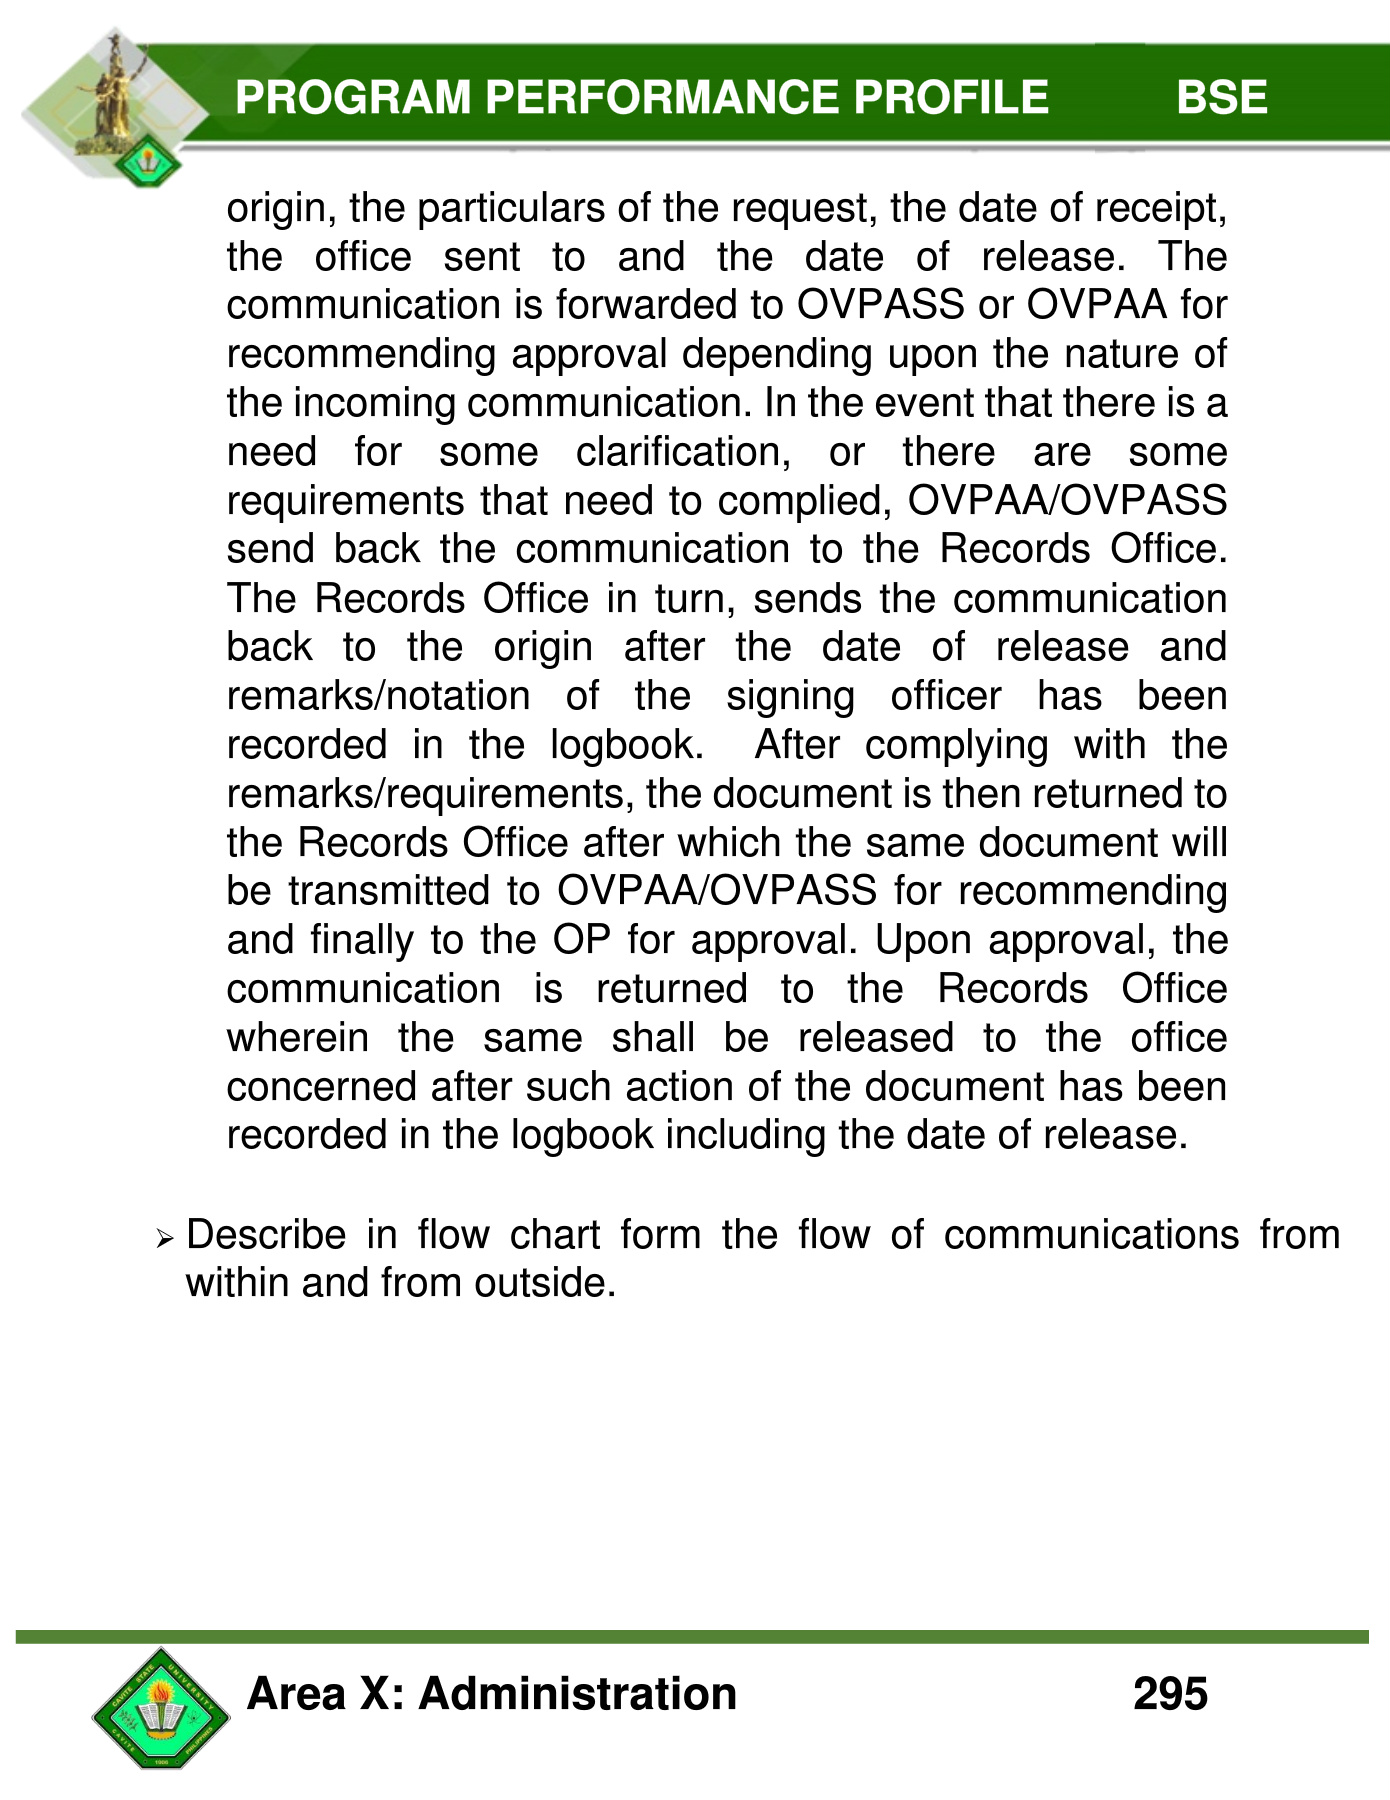 PROGRAM PERFORMANCE PROFILE BSE
origin, the particulars of the request, the date of receipt,
the office sent to and the date of release. The
communication is forwarded to OVPASS or OVPAA for
recommending approval depending upon the nature of
the incoming communication. In the event that there is a
need for some clarification, or there are some
requirements that need to complied, OVPAA/OVPASS
send back the communication to the Records Office.
The Records Office in turn, sends the communication
back to the origin after the date of release and
remarks/notation of the signing officer has been
recorded in the logbook. After complying with the
remarks/requirements, the document is then returned to
the Records Office after which the same document will
be transmitted to OVPAA/OVPASS for recommending
and finally to the OP for approval. Upon approval, the
communication is returned to the Records Office
wherein the same shall be released to the office
concerned after such action of the document has been
recorded in the logbook including the date of release.
➢ Describe in flow chart form the flow of communications from
within and from outside.
CAVITE STATE UNIVERSITY
CAVITE 1906 PHILIPPINES
Area X: Administration 295